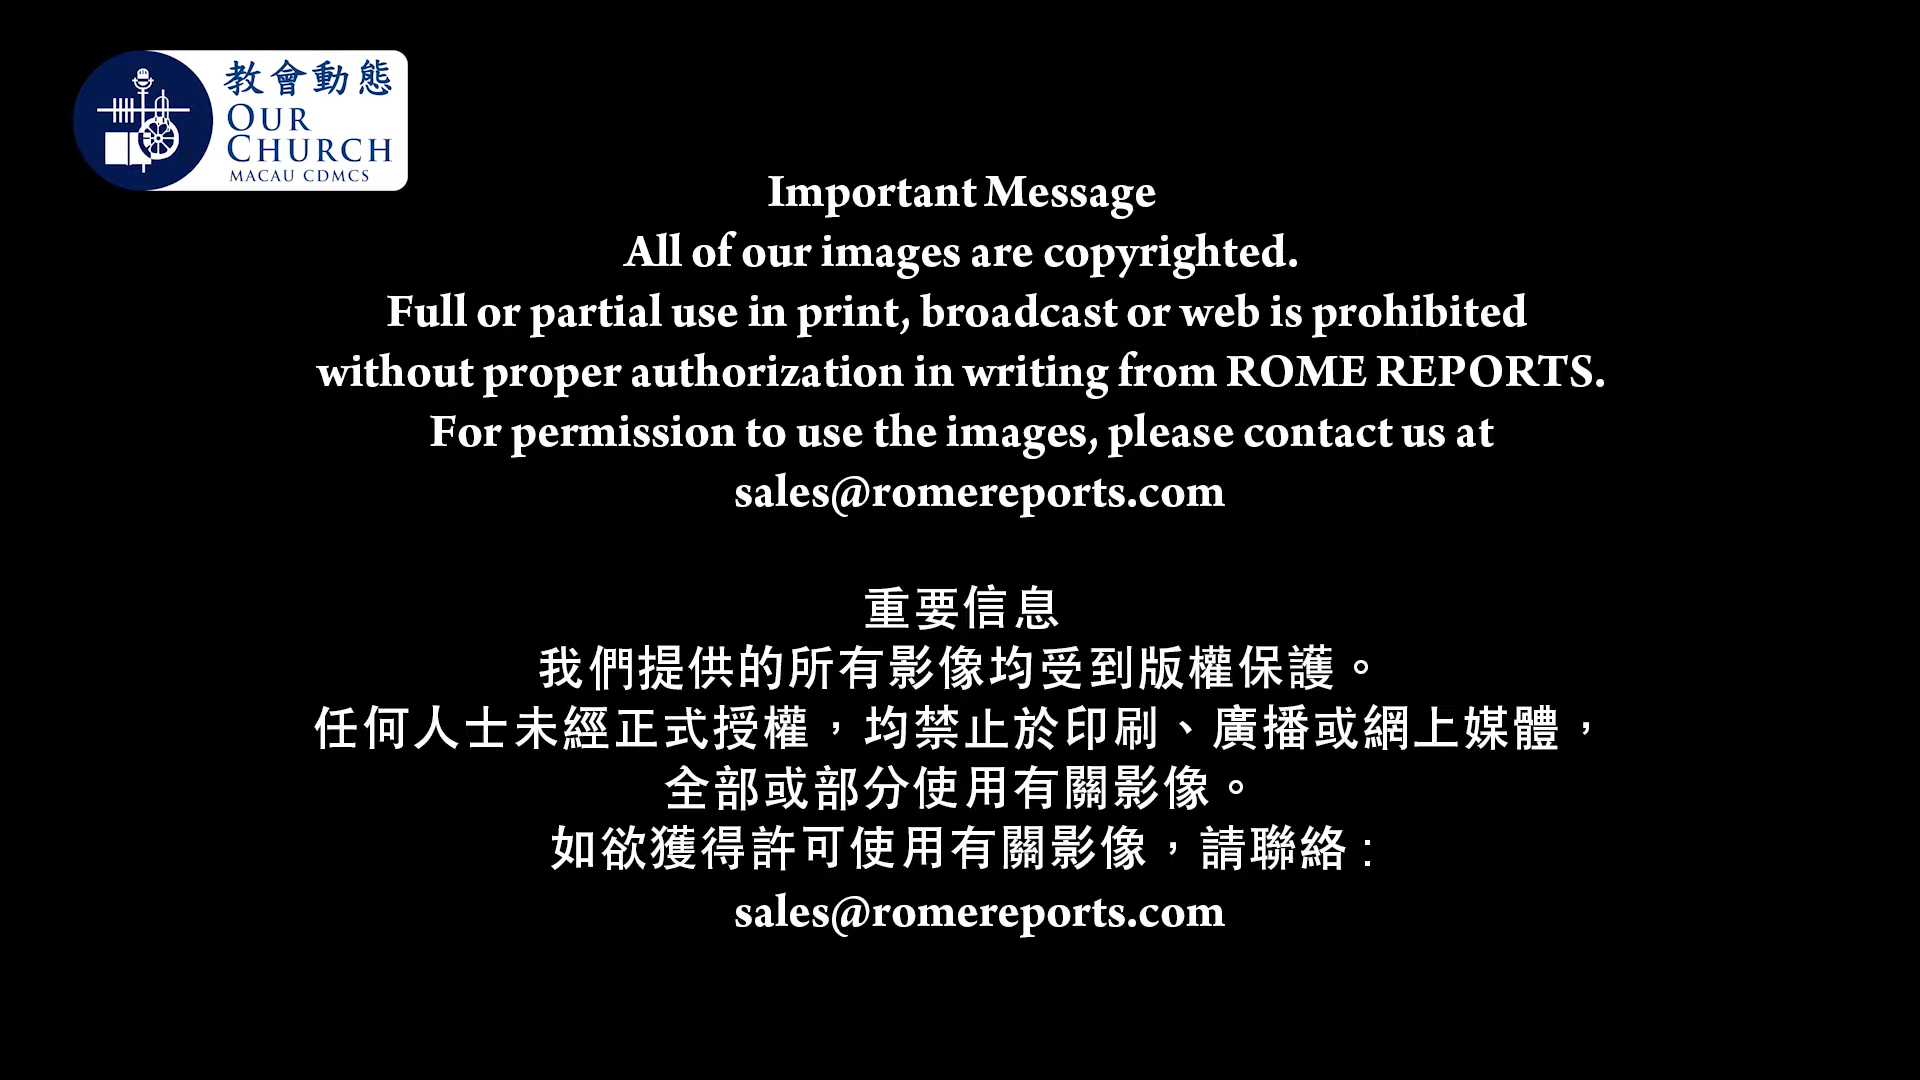 教會動態
OUR
CHURCH
MACAU CDMCS
Important Message
All of our images are copyrighted.
Full or partial use in print, broadcast or web is prohibited
without proper authorization in writing from ROME REPORTS.
For permission to use the images, please contact us at
sales@romereports.com
重要信息
我們提供的所有影像均受到版權保護。
任何人士未經正式授權，均禁止於印刷、廣播或網上媒體，
全部或部分使用有關影像。
如欲獲得許可使用有關影像，請聯絡：
sales@romereports.com